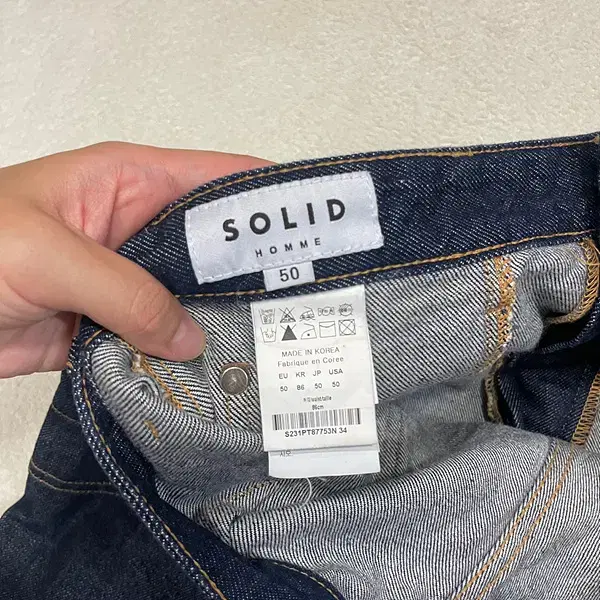 SOLID
HOMME
50
MADE IN KOREA
Fabriqué en Corée
EU KR JP USA
50 86 50 50
86cm
S231PT87753N 34